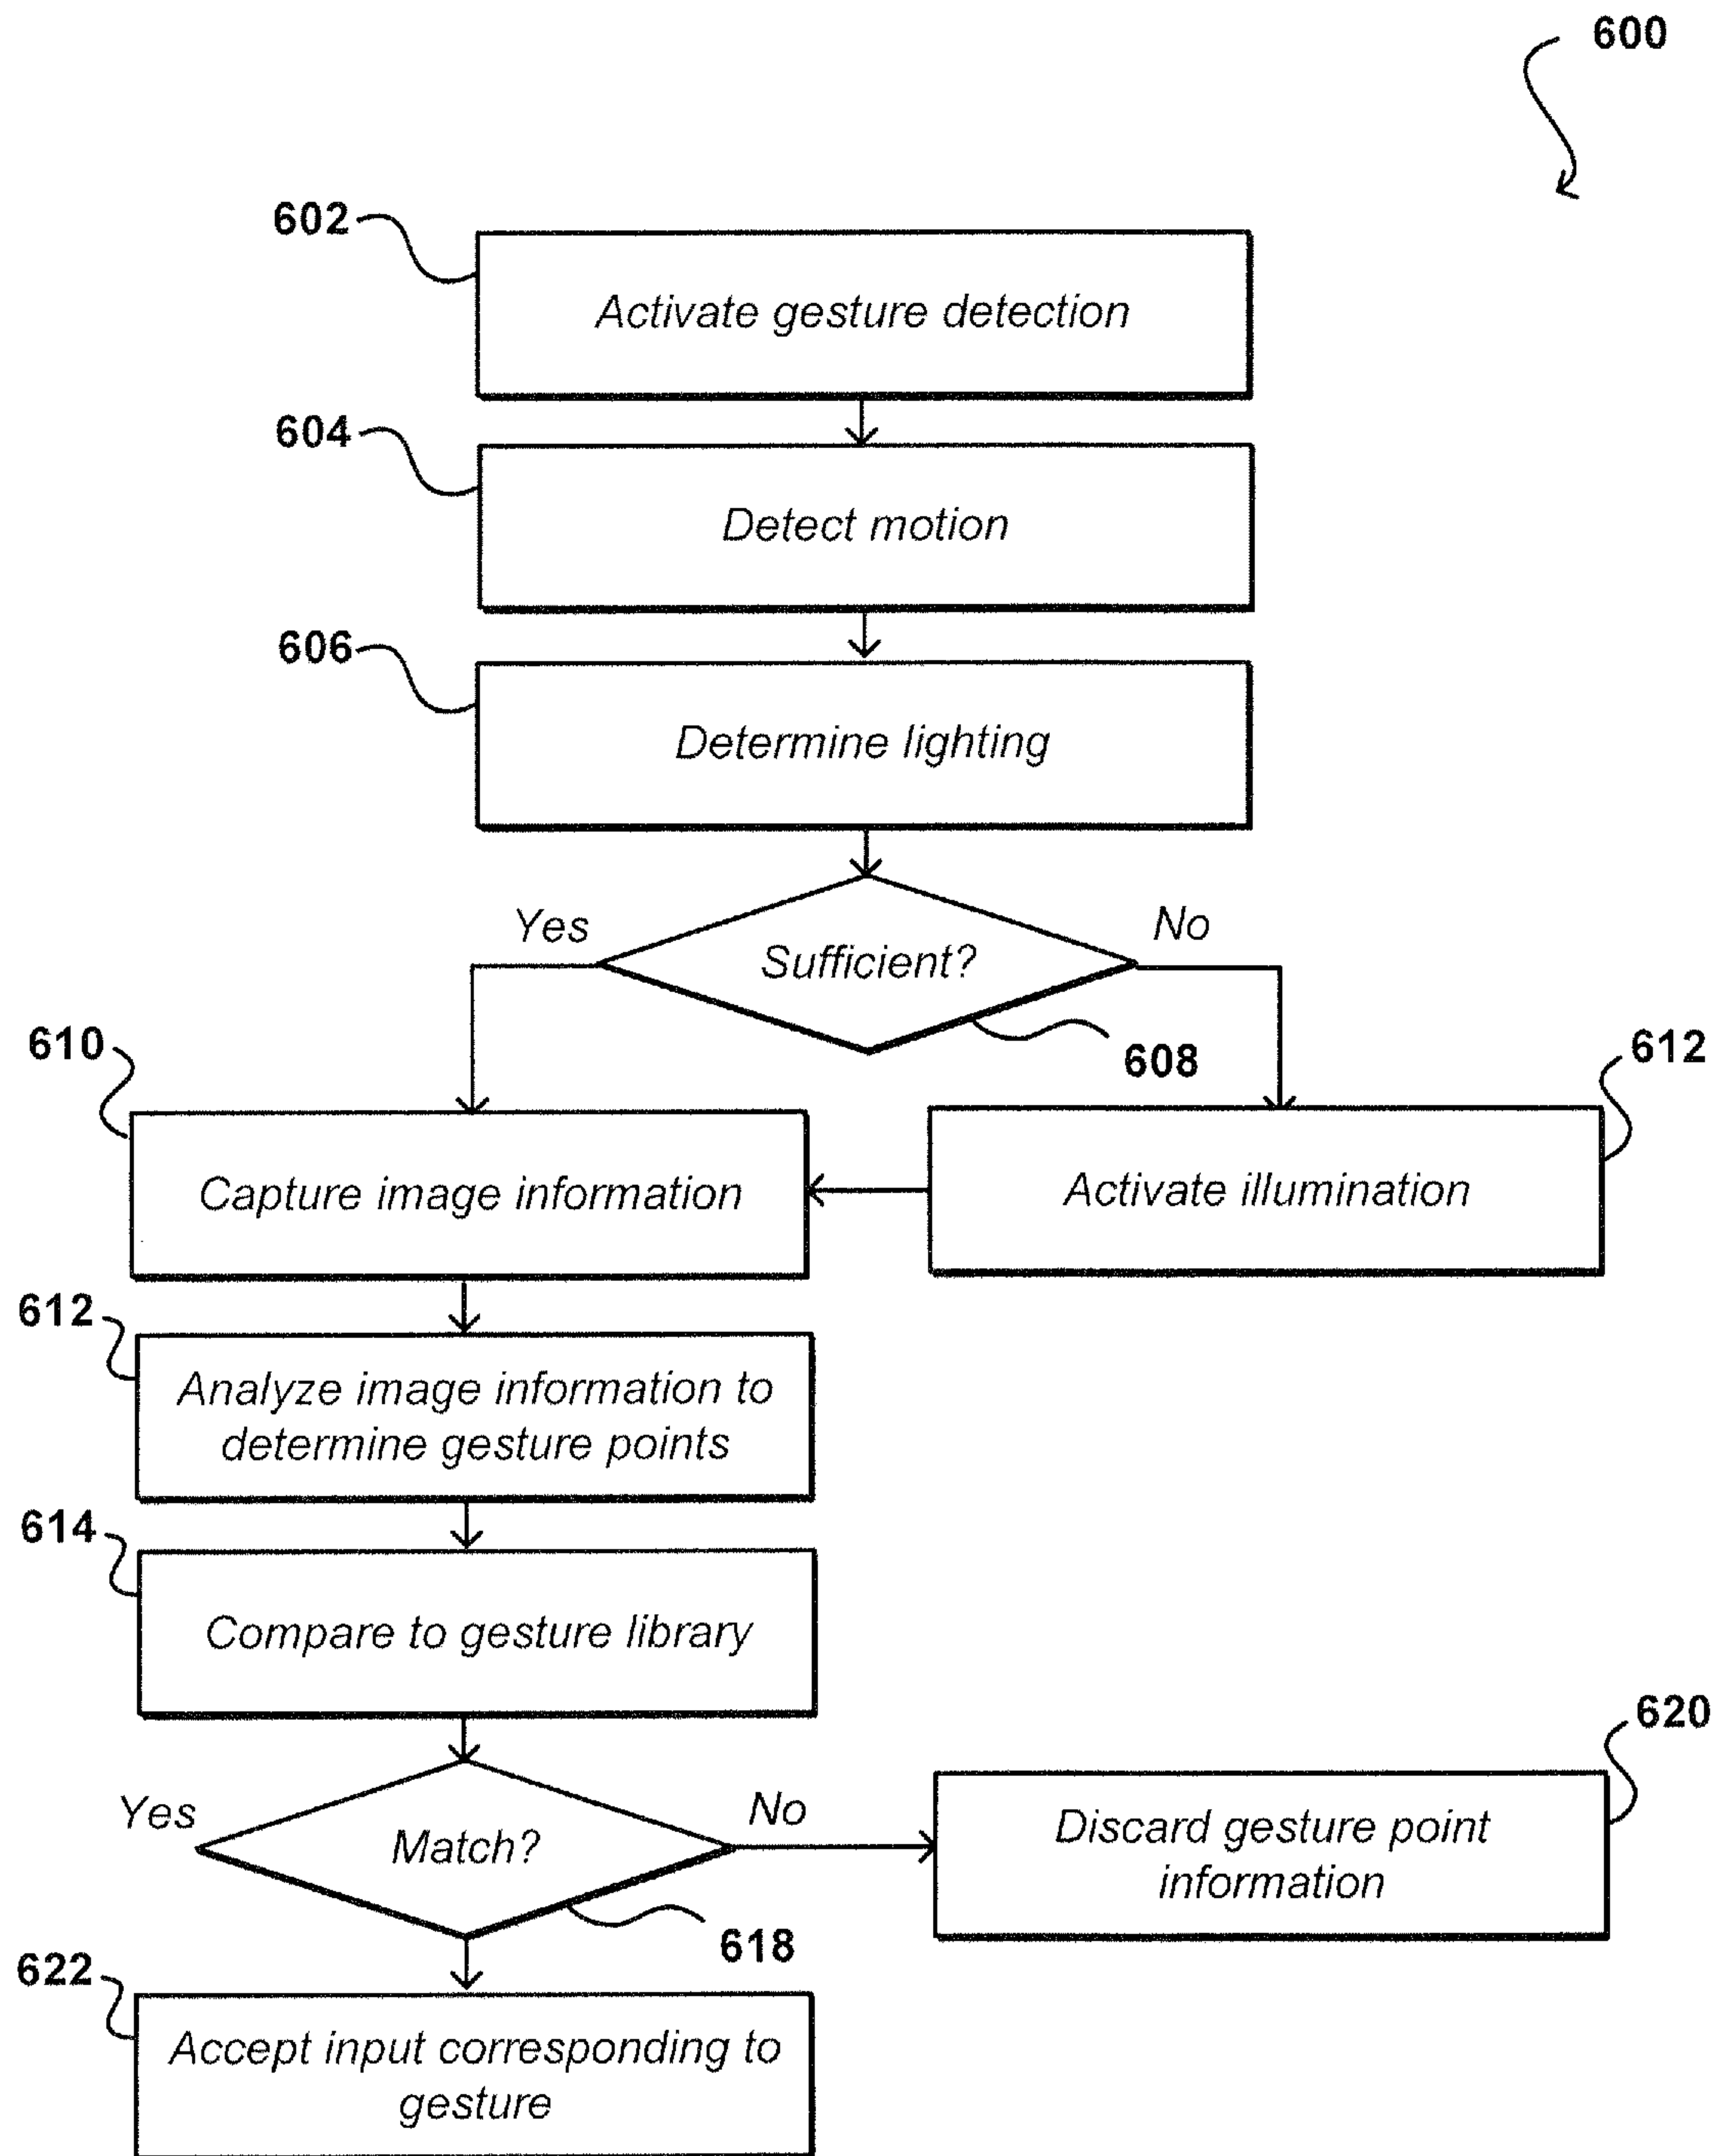 600
602
Activate gesture detection
604
Detect motion
606
Determine lighting
Yes
No
Sufficient?
608
610
612
Capture image information
Activate illumination
612
Analyze image information to
determine gesture points
614
Compare to gesture library
620
Yes
No
Match?
Discard gesture point
information
618
622
Accept input corresponding to
gesture